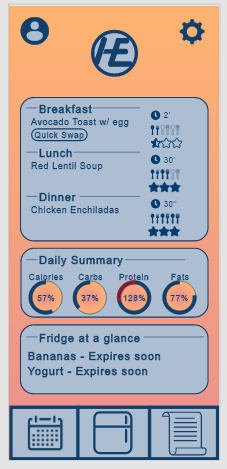 HE
Breakfast
Avocado Toast w/ egg
2'
Quick Swap
Lunch
30'
Red Lentil Soup
Dinner
30"
Chicken Enchiladas
Daily Summary
Calories Carbs Protein Fats
57% 37% 128% 77%
Fridge at a glance
Bananas - Expires soon
Yogurt - Expires soon